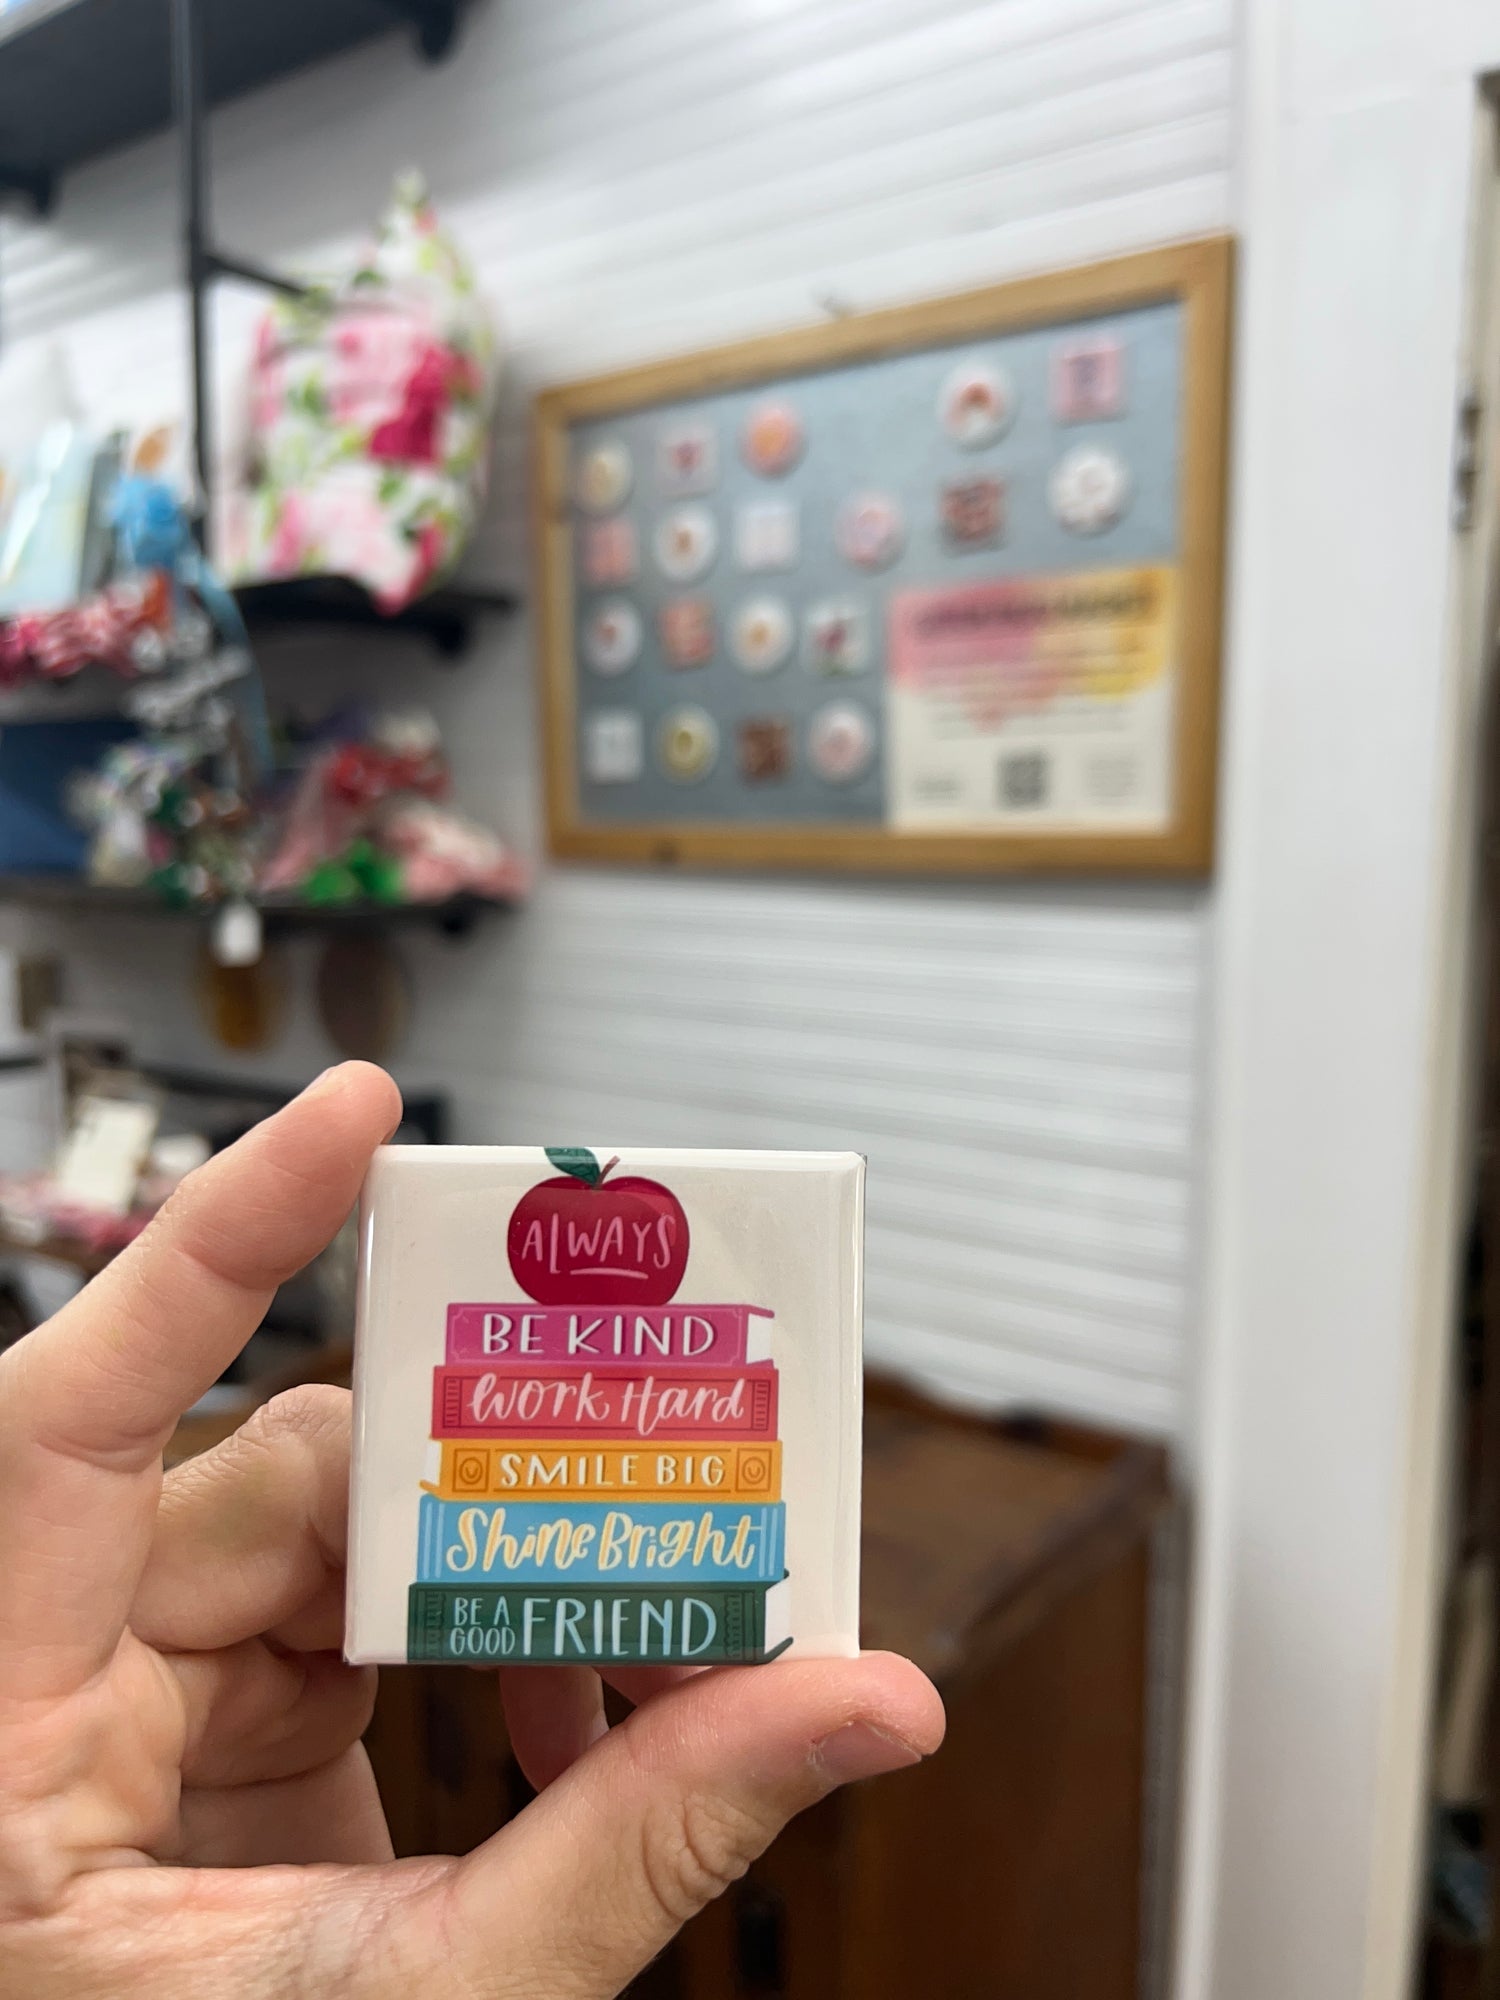 ALWAYS
BE KIND
Work Hard
SMILE BIG
Shine Bright
BE A
GOOD FRIEND